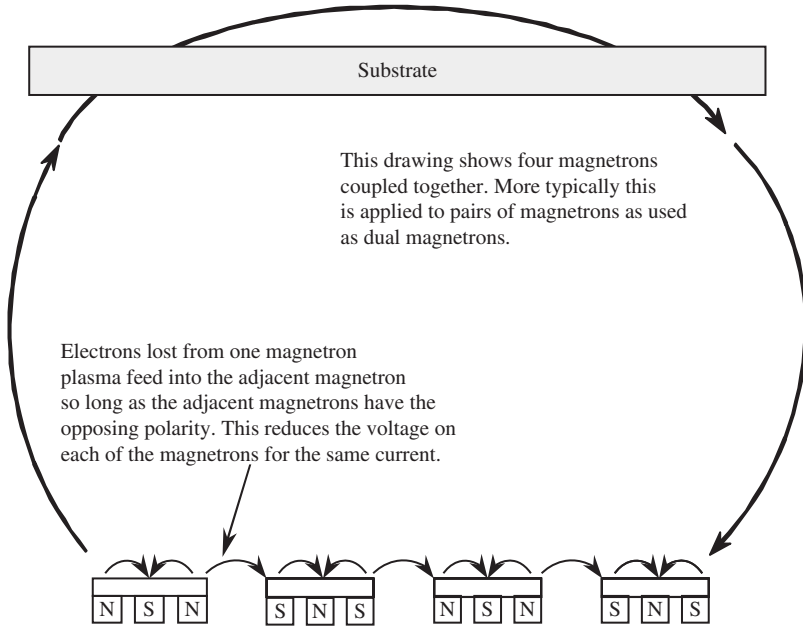 Substrate
This drawing shows four magnetrons
coupled together. More typically this
is applied to pairs of magnetrons as used
as dual magnetrons.
Electrons lost from one magnetron
plasma feed into the adjacent magnetron
so long as the adjacent magnetrons have the
opposing polarity. This reduces the voltage on
each of the magnetrons for the same current.
N S N S N S N S N S N S